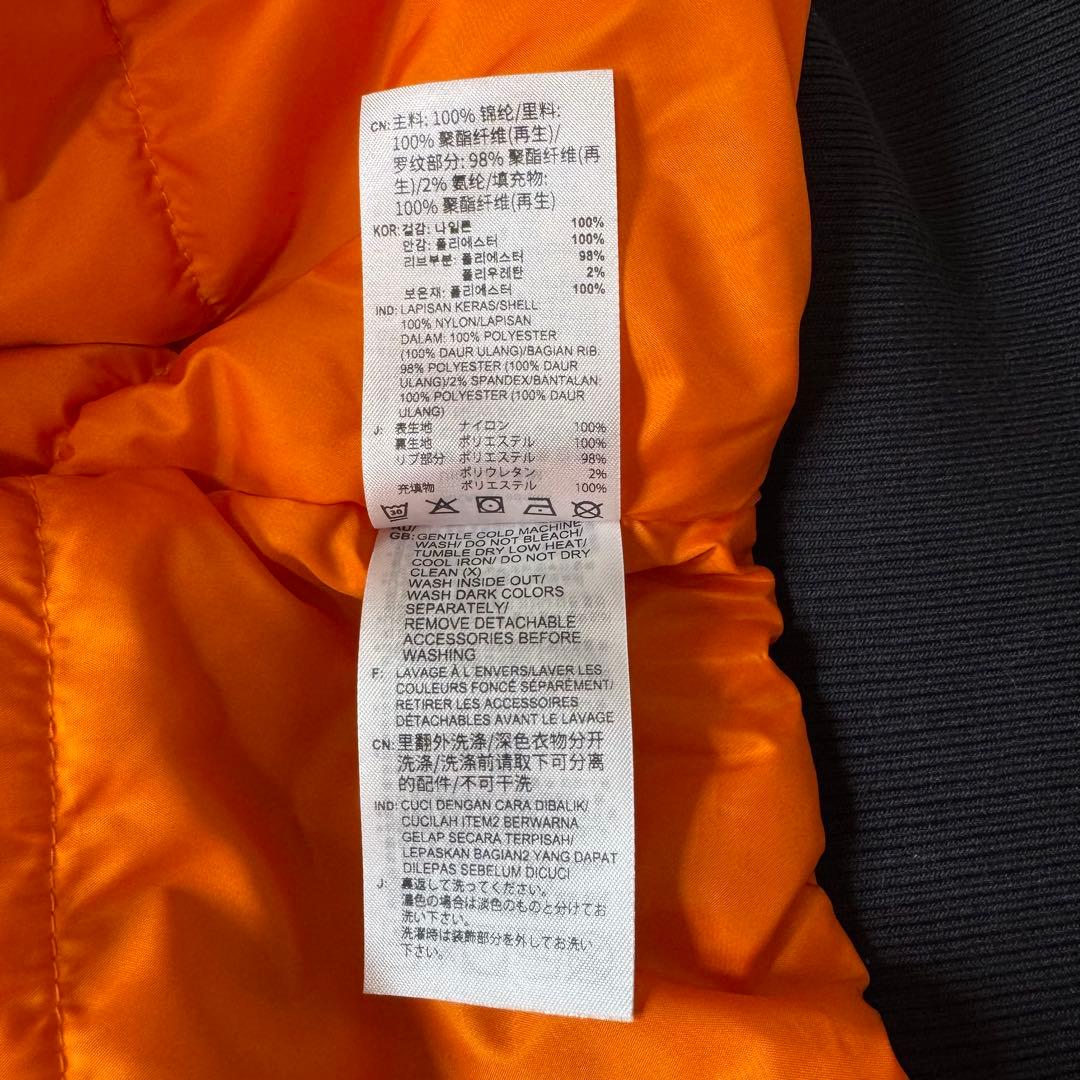 CN: 主料: 100% 锦纶/里料:
100% 聚酯纤维(再生)/
罗纹部分: 98% 聚酯纤维(再
生)/2% 氨纶/填充物:
100% 聚酯纤维(再生)
KOR: 겉감: 나일론 100%
안감: 폴리에스터 100%
리브부분: 폴리에스터 98%
폴리우레탄 2%
보온재: 폴리에스터 100%
IND: LAPISAN KERAS/SHELL:
100% NYLON/LAPISAN
DALAM: 100% POLYESTER
(100% DAUR ULANG)/BAGIAN RIB:
98% POLYESTER (100% DAUR
ULANG)/2% SPANDEX/BANTALAN:
100% POLYESTER (100% DAUR
ULANG)
J: 表生地 ナイロン 100%
裏生地 ポリエステル 100%
リブ部分 ポリエステル 98%
ポリウレタン 2%
充填物 ポリエステル 100%
30
AU/
GB: GENTLE COLD MACHINE
WASH/ DO NOT BLEACH/
TUMBLE DRY LOW HEAT/
COOL IRON/ DO NOT DRY
CLEAN (X)
WASH INSIDE OUT/
WASH DARK COLORS
SEPARATELY/
REMOVE DETACHABLE
ACCESSORIES BEFORE
WASHING
F: LAVAGE À L ENVERS/LAVER LES
COULEURS FONCÉ SÉPARÉMENT/
RETIRER LES ACCESSOIRES
DÉTACHABLES AVANT LE LAVAGE
CN: 里翻外洗涤/深色衣物分开
洗涤/洗涤前请取下可分离
的配件/不可干洗
IND: CUCI DENGAN CARA DIBALIK/
CUCILAH ITEM2 BERWARNA
GELAP SECARA TERPISAH/
LEPASKAN BAGIAN2 YANG DAPAT
DILEPAS SEBELUM DICUCI
J: 裏返して洗ってください。
濃色の場合は淡色のものと分けてお
洗い下さい。
洗濯時は装飾部分を外してお洗い
下さい。